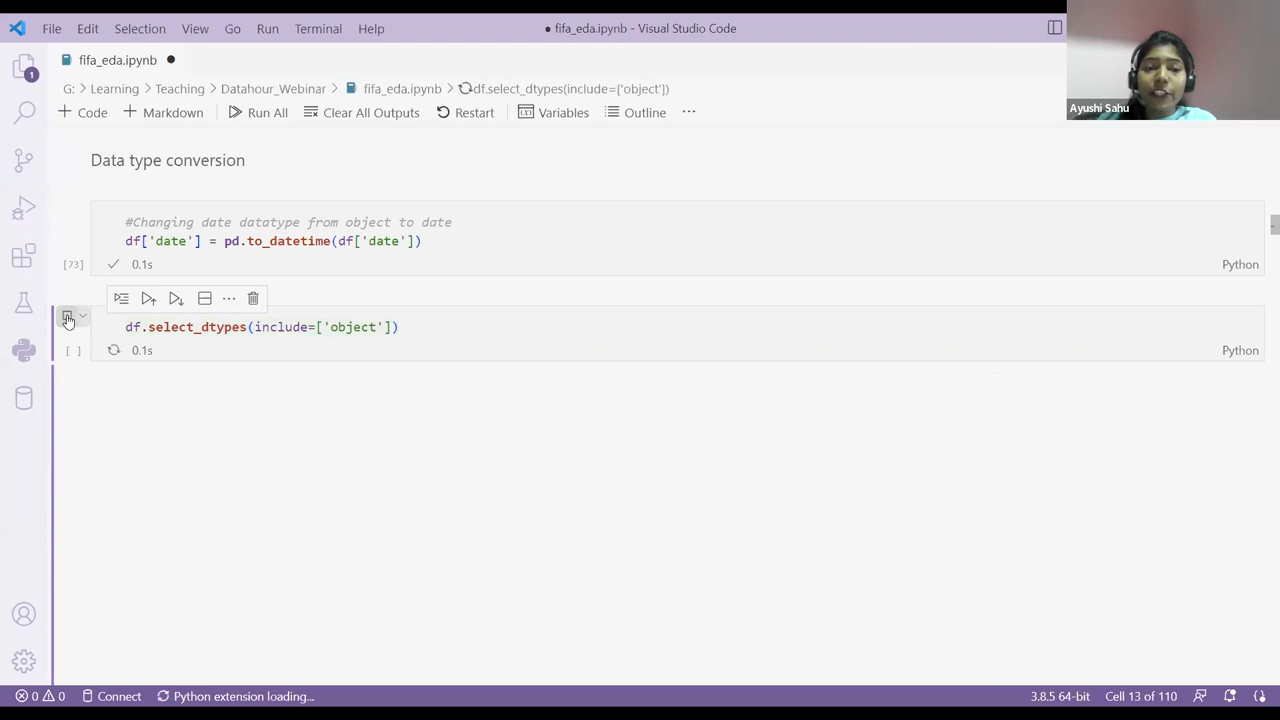 File Edit Selection View Go Run Terminal Help
● fifa_eda.ipynb - Visual Studio Code
Ayushi Sahu
1
fifa_eda.ipynb ●
G: > Learning > Teaching > Datahour_Webinar > fifa_eda.ipynb > df.select_dtypes(include=['object'])
+ Code + Markdown Run All Clear All Outputs Restart Variables Outline ...
Data type conversion
#Changing date datatype from object to date
df['date'] = pd.to_datetime(df['date'])
[73] 0.1s Python
df.select_dtypes(include=['object'])
[ ] 0.1s Python
0 0 Connect Python extension loading... 3.8.5 64-bit Cell 13 of 110